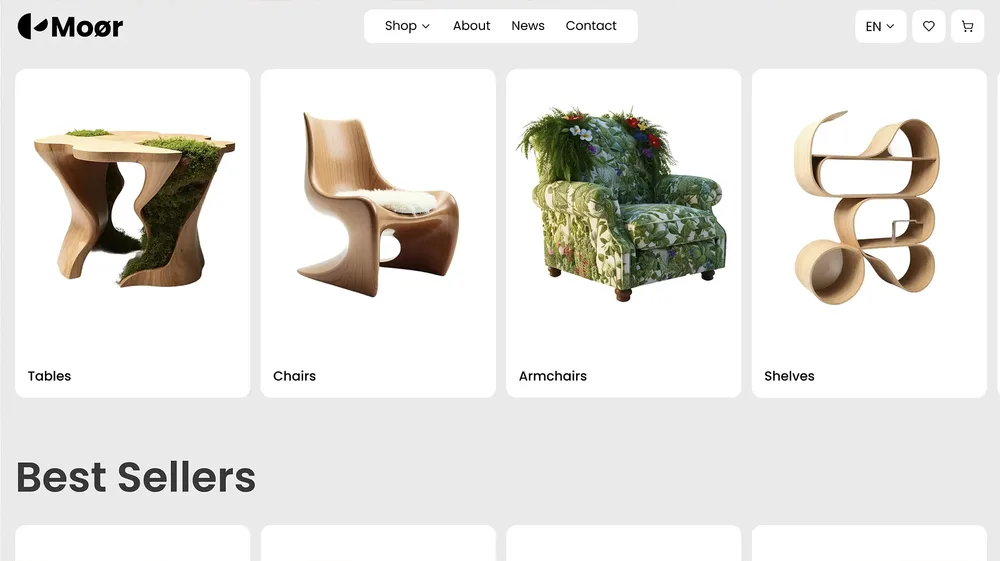 Moør
Shop About News Contact
EN
Tables
Chairs
Armchairs
Shelves
Best Sellers